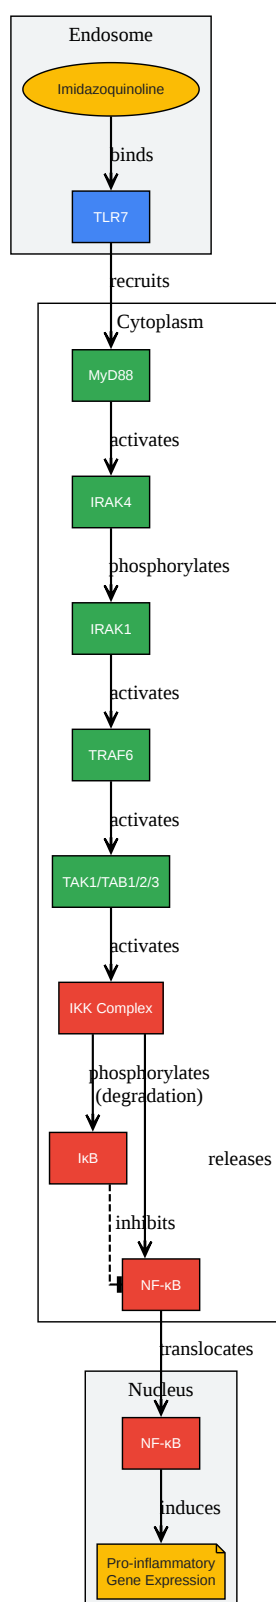 Endosome
Imidazoquinoline
binds
TLR7
recruits
Cytoplasm
MyD88
activates
IRAK4
phosphorylates
IRAK1
activates
TRAF6
activates
TAK1/TAB1/2/3
activates
IKK Complex
phosphorylates
(degradation)
IκB
releases
inhibits
NF-κB
translocates
Nucleus
NF-κB
induces
Pro-inflammatory
Gene Expression